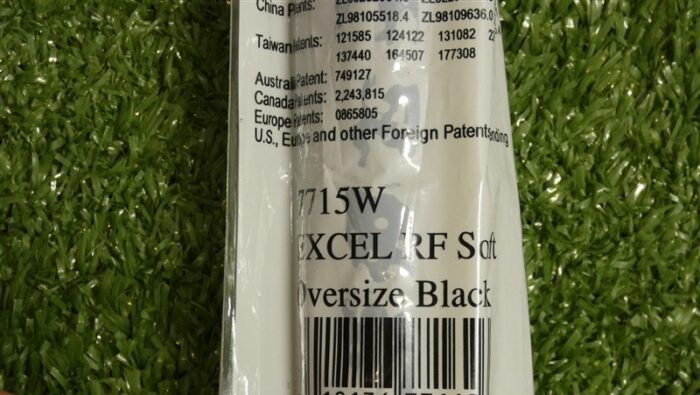 China Patents:
ZL98105518.4 ZL98109636.0
Taiwan Patents: 121585 124122 131082
137440 164507 177308
Australia Patent: 749127
Canada Patents: 2,243,815
Europe Patents: 0865805
U.S., Europe and other Foreign Patent
7715W
EXCEL RF Soft
Oversize Black